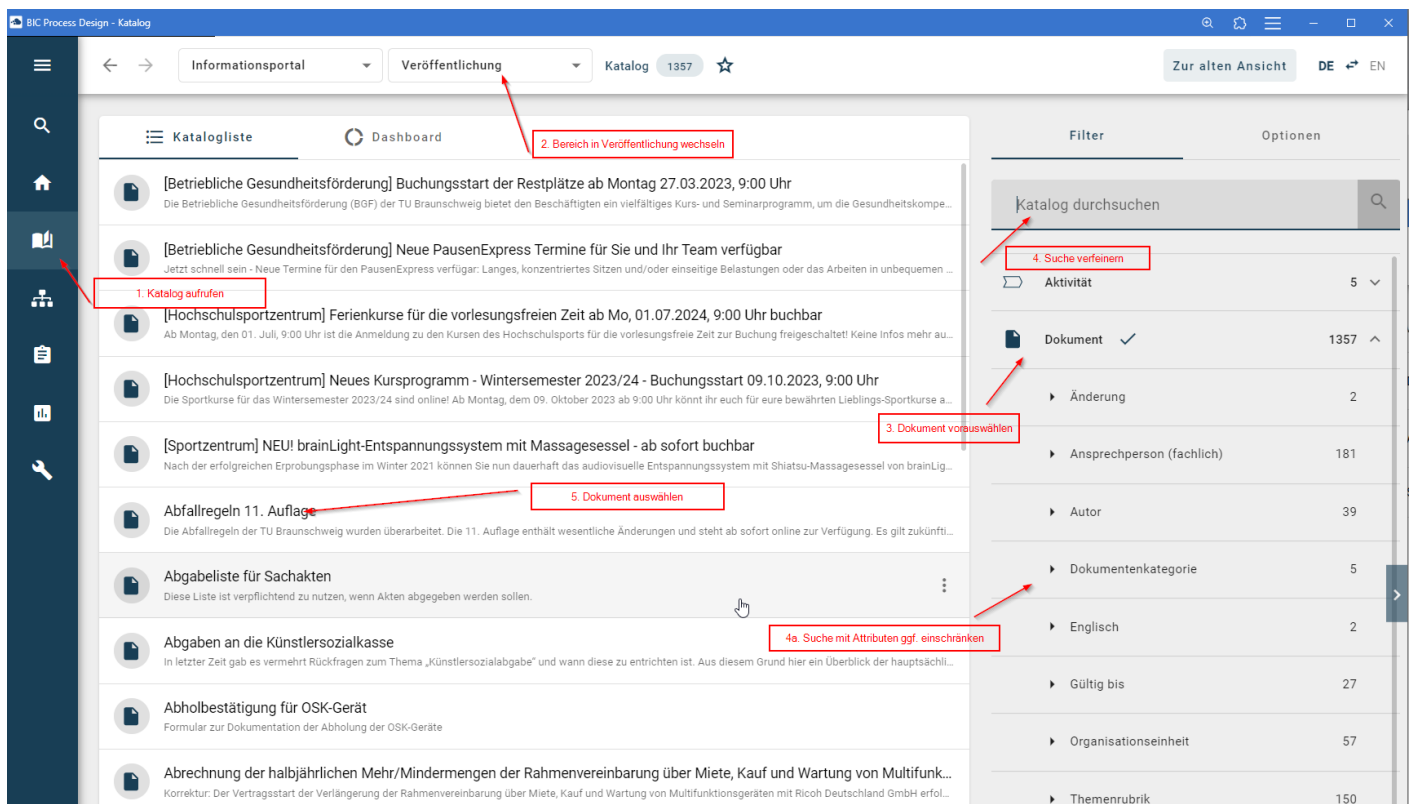 BIC Process Design - Katalog
Informationsportal
Veröffentlichung
Katalog 1357
Zur alten Ansicht
DE EN
Katalogliste
Dashboard
2. Bereich in Veröffentlichung wechseln
Filter
Optionen
[Betriebliche Gesundheitsförderung] Buchungsstart der Restplätze ab Montag 27.03.2023, 9:00 Uhr
Die Betriebliche Gesundheitsförderung (BGF) der TU Braunschweig bietet den Beschäftigten ein vielfältiges Kurs- und Seminarprogramm, um die Gesundheitskompe...
[Betriebliche Gesundheitsförderung] Neue PausenExpress Termine für Sie und Ihr Team verfügbar
Jetzt schnell sein - Neue Termine für den PausenExpress verfügar: Langes, konzentriertes Sitzen und/oder einseitige Belastungen oder das Arbeiten in unbequemen ...
1. Katalog aufrufen
[Hochschulsportzentrum] Ferienkurse für die vorlesungsfreien Zeit ab Mo, 01.07.2024, 9:00 Uhr buchbar
Ab Montag, den 01. Juli, 9:00 Uhr ist die Anmeldung zu den Kursen des Hochschulsports für die vorlesungsfreie Zeit zur Buchung freigeschaltet! Keine Infos mehr au...
[Hochschulsportzentrum] Neues Kursprogramm - Wintersemester 2023/24 - Buchungsstart 09.10.2023, 9:00 Uhr
Die Sportkurse für das Wintersemester 2023/24 sind online! Ab Montag, dem 09. Oktober 2023 ab 9:00 Uhr könnt ihr euch für eure bewährten Lieblings-Sportkurse a...
[Sportzentrum] NEU! brainLight-Entspannungssystem mit Massagesessel - ab sofort buchbar
Nach der erfolgreichen Erprobungsphase im Winter 2021 können Sie nun dauerhaft das audiovisuelle Entspannungssystem mit Shiatsu-Massagesessel von brainLig...
5. Dokument auswählen
Abfallregeln 11. Auflage
Die Abfallregeln der TU Braunschweig wurden überarbeitet. Die 11. Auflage enthält wesentliche Änderungen und steht ab sofort online zur Verfügung. Es gilt zukünfti...
Abgabeliste für Sachakten
Diese Liste ist verpflichtend zu nutzen, wenn Akten abgegeben werden sollen.
Abgaben an die Künstlersozialkasse
In letzter Zeit gab es vermehrt Rückfragen zum Thema „Künstlersozialabgabe“ und wann diese zu entrichten ist. Aus diesem Grund hier ein Überblick der hauptsächli...
Abholbestätigung für OSK-Gerät
Formular zur Dokumentation der Abholung der OSK-Geräte
Abrechnung der halbjährlichen Mehr/Mindermengen der Rahmenvereinbarung über Miete, Kauf und Wartung von Multifunk...
Korrektur: Der Vertragsstart der Verlängerung der Rahmenvereinbarung über Miete, Kauf und Wartung von Multifunktionsgeräten mit Ricoh Deutschland GmbH erfol...
Katalog durchsuchen
4. Suche verfeinern
Aktivität 5
Dokument 1357
Änderung 2
3. Dokument vorauswählen
Ansprechperson (fachlich) 181
Autor 39
Dokumentenkategorie 5
4a. Suche mit Attributen ggf. einschränken
Englisch 2
Gültig bis 27
Organisationseinheit 57
Themenrubrik 150